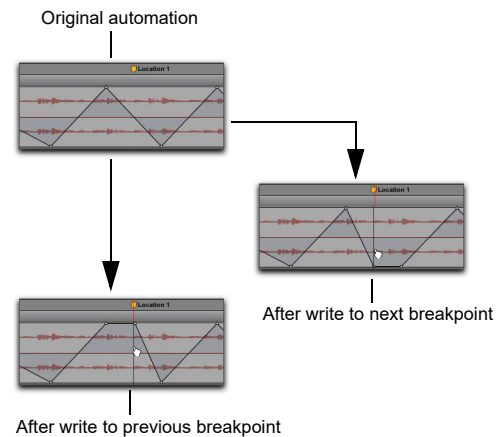 Original automation
Location 1
Location 1
After write to next breakpoint
Location 1
After write to previous breakpoint